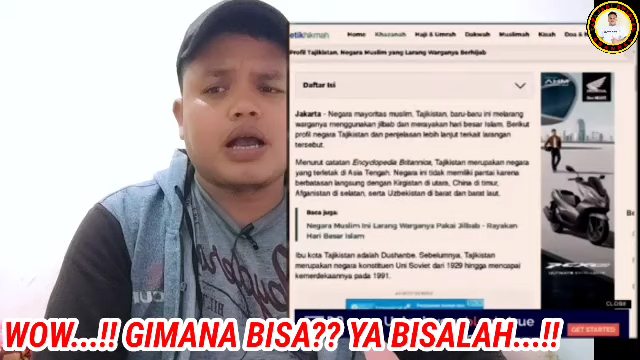 etikhikmah
Home Khazanah Haji & Umrah Dakwah Muslimah Kisah Doa &
Profil Tajikistan, Negara Muslim yang Larang Warganya Berhijab
Daftar Isi
Jakarta - Negara mayoritas muslim, Tajikistan, baru-baru ini melarang
warganya menggunakan jilbab dan merayakan hari besar Islam. Berikut
profil negara Tajikistan dan penjelasan lebih lanjut terkait larangan
tersebut.
Menurut catatan Encyclopedia Britannica, Tajikistan merupakan negara
yang terletak di Asia Tengah. Negara ini tidak memiliki pantai karena
berbatasan langsung dengan Kirgistan di utara, China di timur,
Afganistan di selatan, serta Uzbekistan di barat dan barat laut.
Baca juga:
Negara Muslim Ini Larang Warganya Pakai Jilbab - Rayakan
Hari Besar Islam
Ibu kota Tajikistan adalah Dushanbe. Sebelumnya, Tajikistan
merupakan negara konstituen Uni Soviet dari 1929 hingga mencapai
kemerdekaannya pada 1991.
AHM
HONDA
CLOSE
GET STARTED
WOW...!! GIMANA BISA?? YA BISALAH...!!